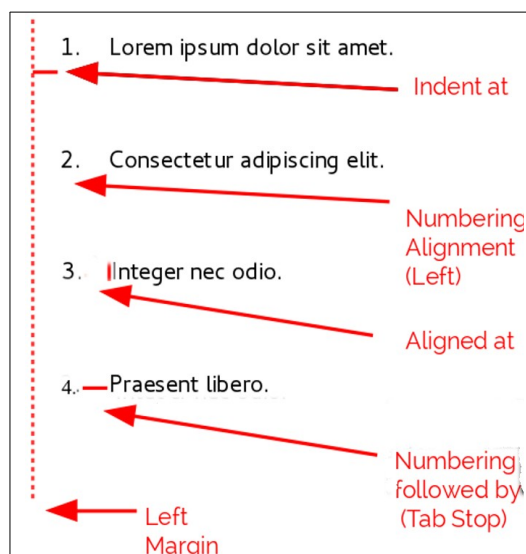 1. Lorem ipsum dolor sit amet.
Indent at
2. Consectetur adipiscing elit.
Numbering
Alignment
(Left)
3. Integer nec odio.
Aligned at
4. Praesent libero.
Numbering
followed by
(Tab Stop)
Left
Margin